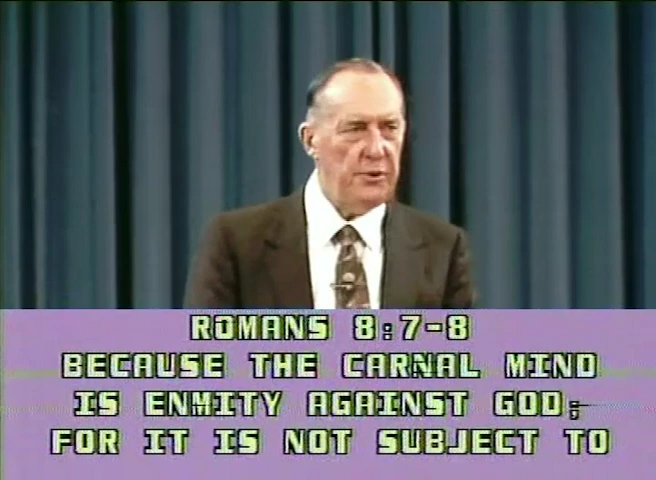 ROMANS 8:7-8
BECAUSE THE CARNAL MIND
IS ENMITY AGAINST GOD;
FOR IT IS NOT SUBJECT TO